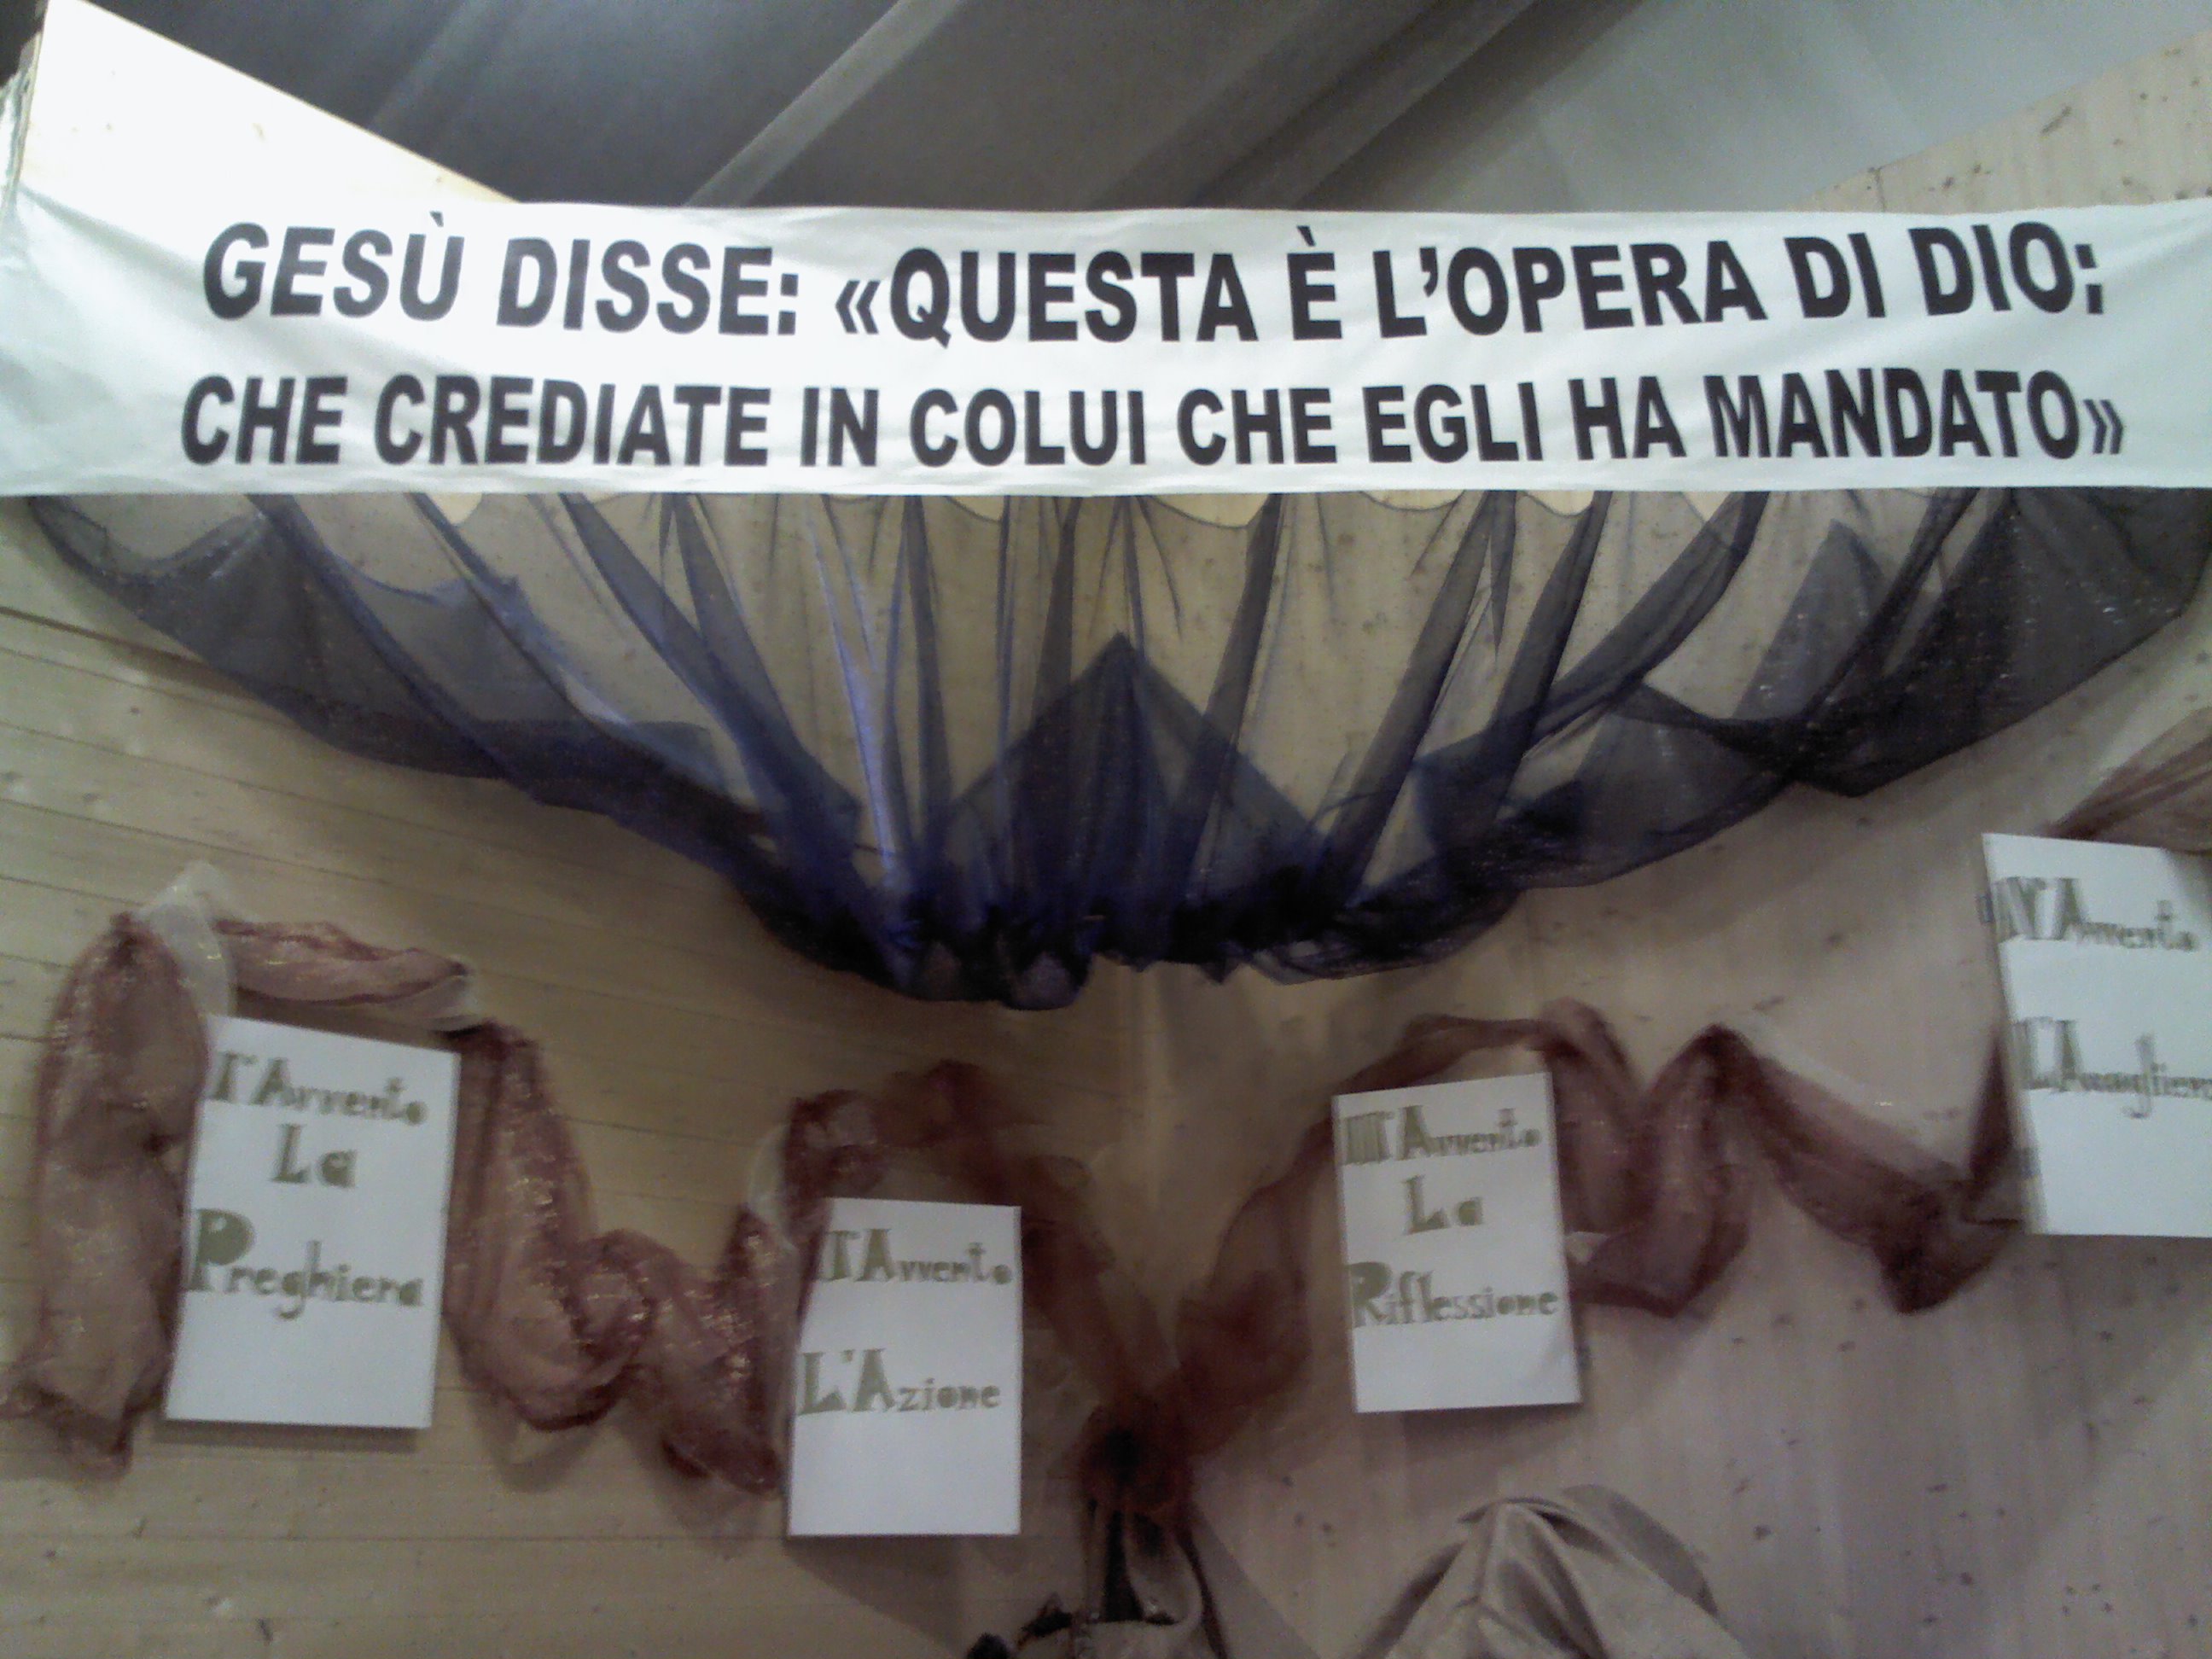 GESÙ DISSE: «QUESTA È L'OPERA DI DIO:
CHE CREDIATE IN COLUI CHE EGLI HA MANDATO»
I° Avvento
La
Preghiera
II° Avvento
L'Azione
III° Avvento
La
Riflessione
IV° Avvento